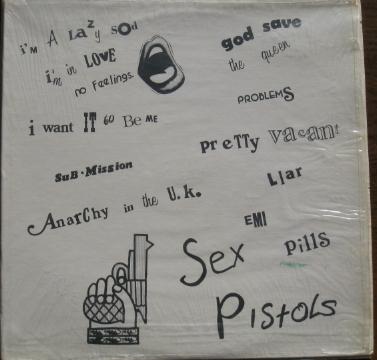 i'M A LaZy SOd
i'm in LOVE
no Feelings.
i want IT 60 Be ME
SuB·Mission
AnarChy in the U.k.
god save
the queen
PROBLEMS
preTTy vacant
LIar
EMI
Sex Pills
Pistols